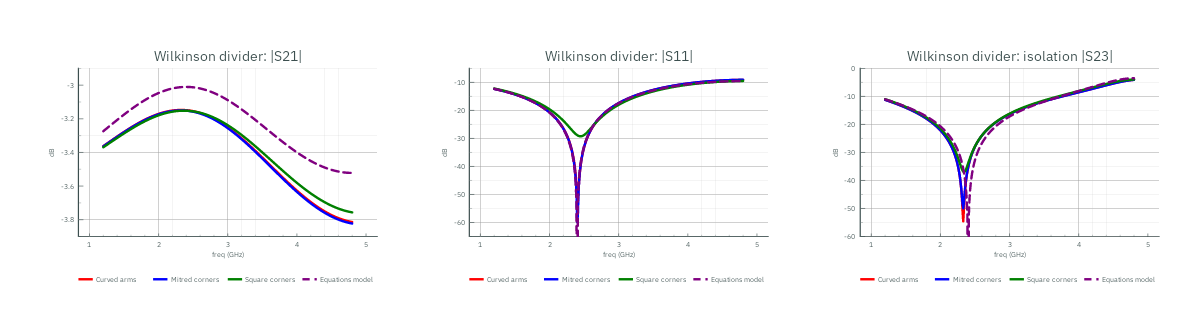 Wilkinson divider: |S21|
-3
-3.2
-3.4
-3.6
-3.8
dB
1
2
3
4
5
freq (GHz)
Curved arms
Mitred corners
Square corners
Equations model
Wilkinson divider: |S11|
-10
-20
-30
-40
-50
-60
dB
1
2
3
4
5
freq (GHz)
Curved arms
Mitred corners
Square corners
Equations model
Wilkinson divider: isolation |S23|
0
-10
-20
-30
-40
-50
-60
dB
1
2
3
4
5
freq (GHz)
Curved arms
Mitred corners
Square corners
Equations model